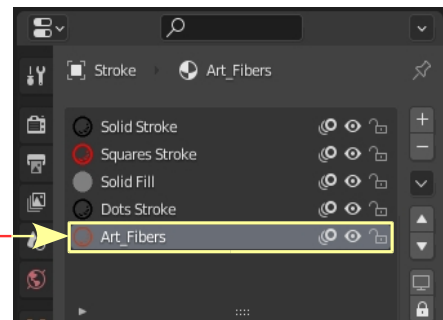 Stroke Art_Fibers
Solid Stroke
Squares Stroke
Solid Fill
Dots Stroke
Art_Fibers